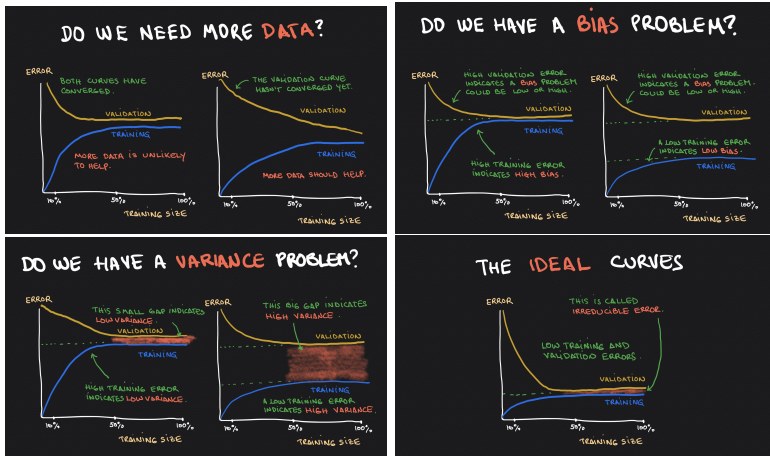 DO WE NEED MORE DATA?
ERROR
BOTH CURVES HAVE
CONVERGED.
VALIDATION
TRAINING
MORE DATA IS UNLIKELY
TO HELP.
10%
50%
100%
TRAINING SIZE
ERROR
THE VALIDATION CURVE
HASN'T CONVERGED YET.
VALIDATION
TRAINING
MORE DATA SHOULD HELP.
10%
50%
100%
TRAINING SIZE
DO WE HAVE A BIAS PROBLEM?
ERROR
HIGH VALIDATION ERROR
INDICATES A BIAS PROBLEM
COULD BE LOW OR HIGH.
VALIDATION
TRAINING
HIGH TRAINING ERROR
INDICATES HIGH BIAS.
10%
50%
100%
TRAINING SIZE
ERROR
HIGH VALIDATION ERROR
INDICATES A BIAS PROBLEM
COULD BE LOW OR HIGH.
VALIDATION
A LOW TRAINING ERROR
INDICATES LOW BIAS.
TRAINING
10%
50%
100%
TRAINING SIZE
DO WE HAVE A VARIANCE PROBLEM?
ERROR
THIS SMALL GAP INDICATES
LOW VARIANCE.
VALIDATION
TRAINING
HIGH TRAINING ERROR
INDICATES LOW VARIANCE.
10%
50%
100%
TRAINING SIZE
ERROR
THIS BIG GAP INDICATES
HIGH VARIANCE.
VALIDATION
TRAINING
A LOW TRAINING ERROR
INDICATES HIGH VARIANCE.
10%
50%
100%
TRAINING SIZE
THE IDEAL CURVES
ERROR
THIS IS CALLED
IRREDUCIBLE ERROR.
LOW TRAINING AND
VALIDATION ERRORS.
VALIDATION
TRAINING
10%
50%
100%
TRAINING SIZE